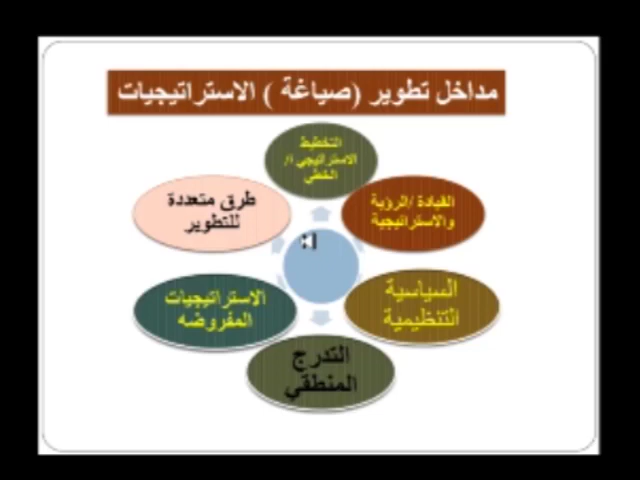 مداخل تطوير (صياغة ) الاستراتيجيات
التخطيط
الاستراتيجي /ا
الخطي
القيادة /الرؤية
والاستراتيجية
السياسية
التنظيمية
التدرج
المنطقي
الاستراتيجيات
المفروضه
طرق متعددة
للتطوير